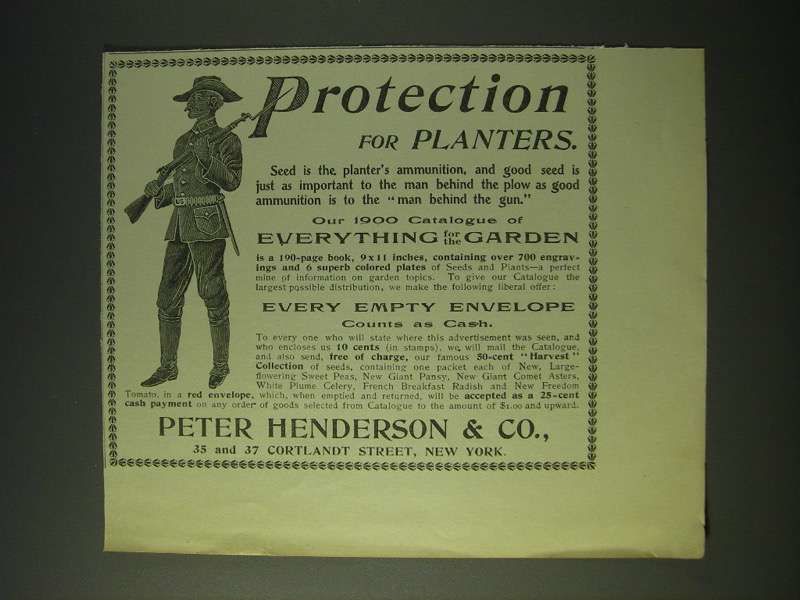 Protection
FOR PLANTERS.
Seed is the planter's ammunition, and good seed is
just as important to the man behind the plow as good
ammunition is to the "man behind the gun."
Our 1900 Catalogue of
EVERYTHING for the GARDEN
is a 190-page book, 9x11 inches, containing over 700 engrav-
ings and 6 superb colored plates of Seeds and Plants—a perfect
mine of information on garden topics. To give our Catalogue the
largest possible distribution, we make the following liberal offer:
EVERY EMPTY ENVELOPE
Counts as Cash.
To every one who will state where this advertisement was seen, and
who encloses us 10 cents (in stamps), we will mail the Catalogue,
and also send, free of charge, our famous 50-cent "Harvest"
Collection of seeds, containing one packet each of New, Large-
flowering Sweet Peas, New Giant Pansy, New Giant Comet Asters,
White Plume Celery, French Breakfast Radish and New Freedom
Tomato, in a red envelope, which, when emptied and returned, will be accepted as a 25-cent
cash payment on any order of goods selected from Catalogue to the amount of $1.00 and upward.
PETER HENDERSON & CO.,
35 and 37 CORTLANDT STREET, NEW YORK.